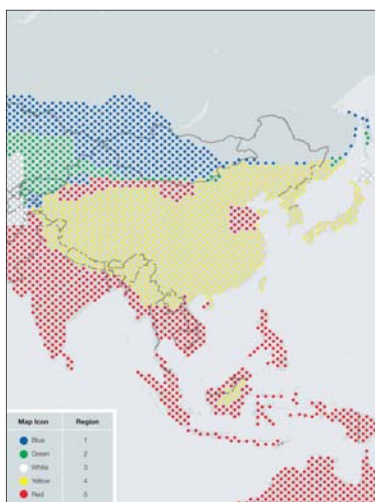 Map Icon Region
Blue 1
Green 2
White 3
Yellow 4
Red 5